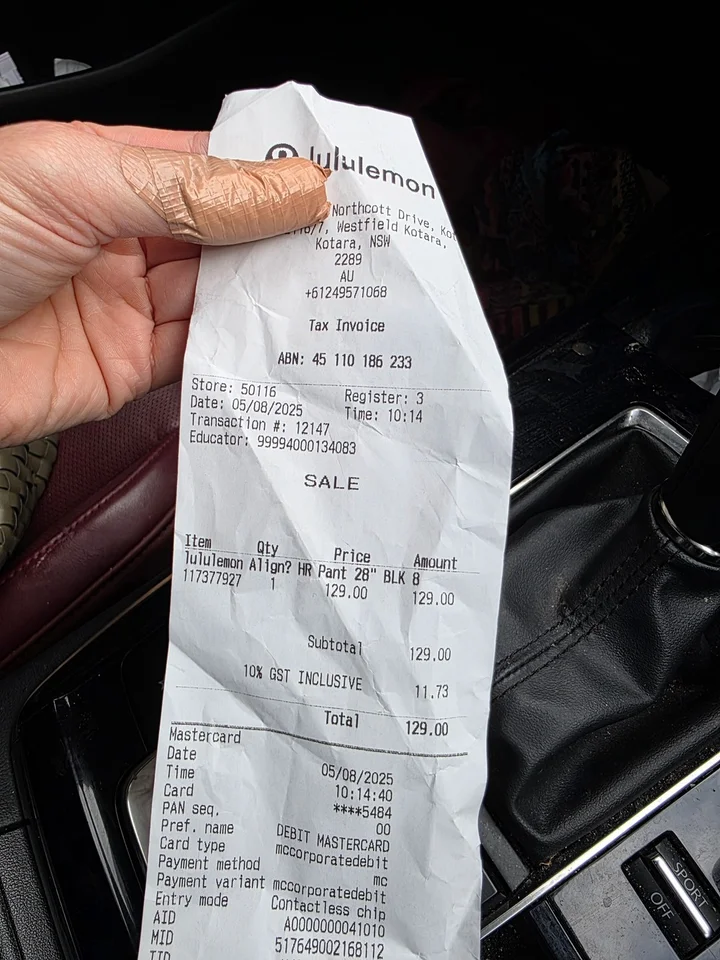 lululemon
Northcott Drive,
Westfield Kotara,
Kotara, NSW
2289
AU
+61249571068
Tax Invoice
ABN: 45 110 186 233
Store: 50116 Register: 3
Date: 05/08/2025 Time: 10:14
Transaction #: 12147
Educator: 99994000134083
SALE
Item Qty Price Amount
lululemon Align? HR Pant 28" BLK 8
117377927 1 129.00 129.00
Subtotal 129.00
10% GST INCLUSIVE 11.73
Total 129.00
Mastercard
Date 05/08/2025
Time 10:14:40
Card ****5484
PAN seq. 00
Pref. name DEBIT MASTERCARD
Card type mccorporatedebit
Payment method mc
Payment variant mccorporatedebit
Entry mode Contactless chip
AID A0000000041010
MID 517649002168112
SPORT
OFF